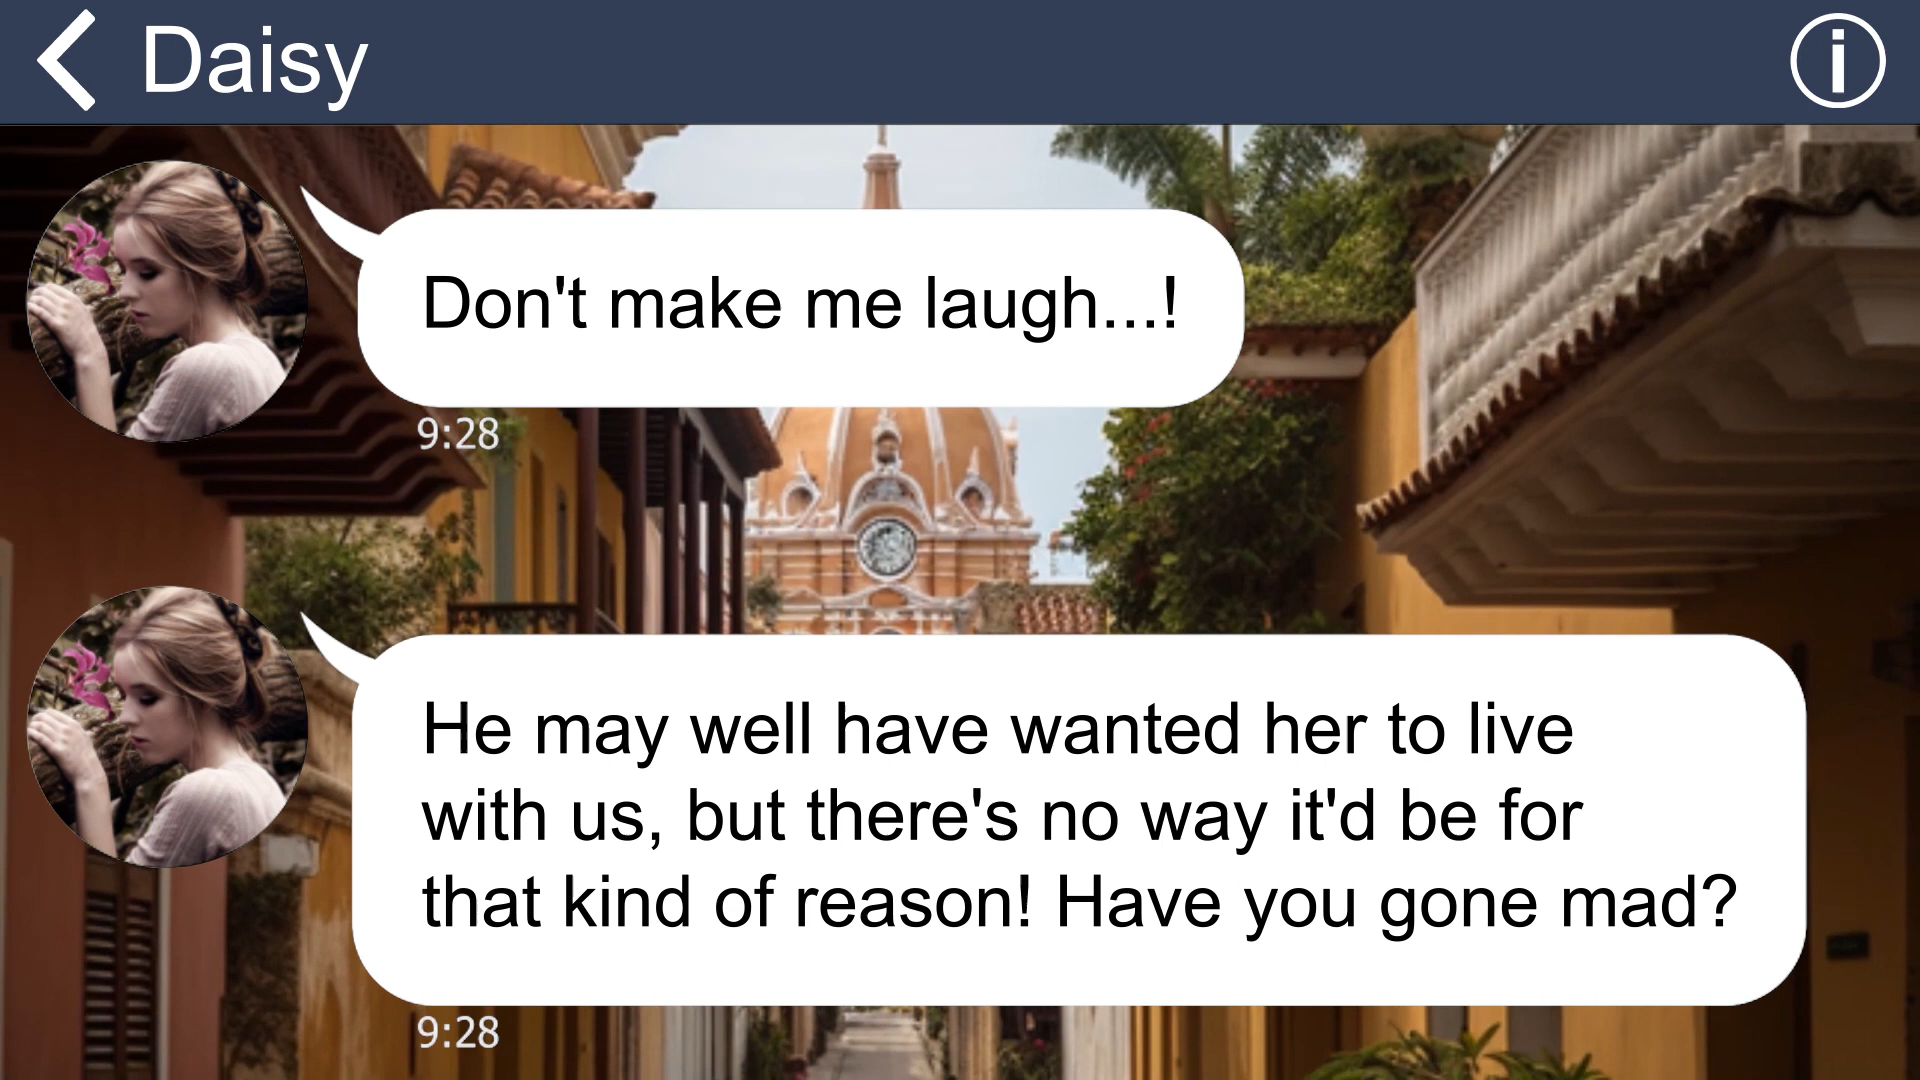 Daisy
Don't make me laugh...!
9:28
He may well have wanted her to live
with us, but there's no way it'd be for
that kind of reason! Have you gone mad?
9:28